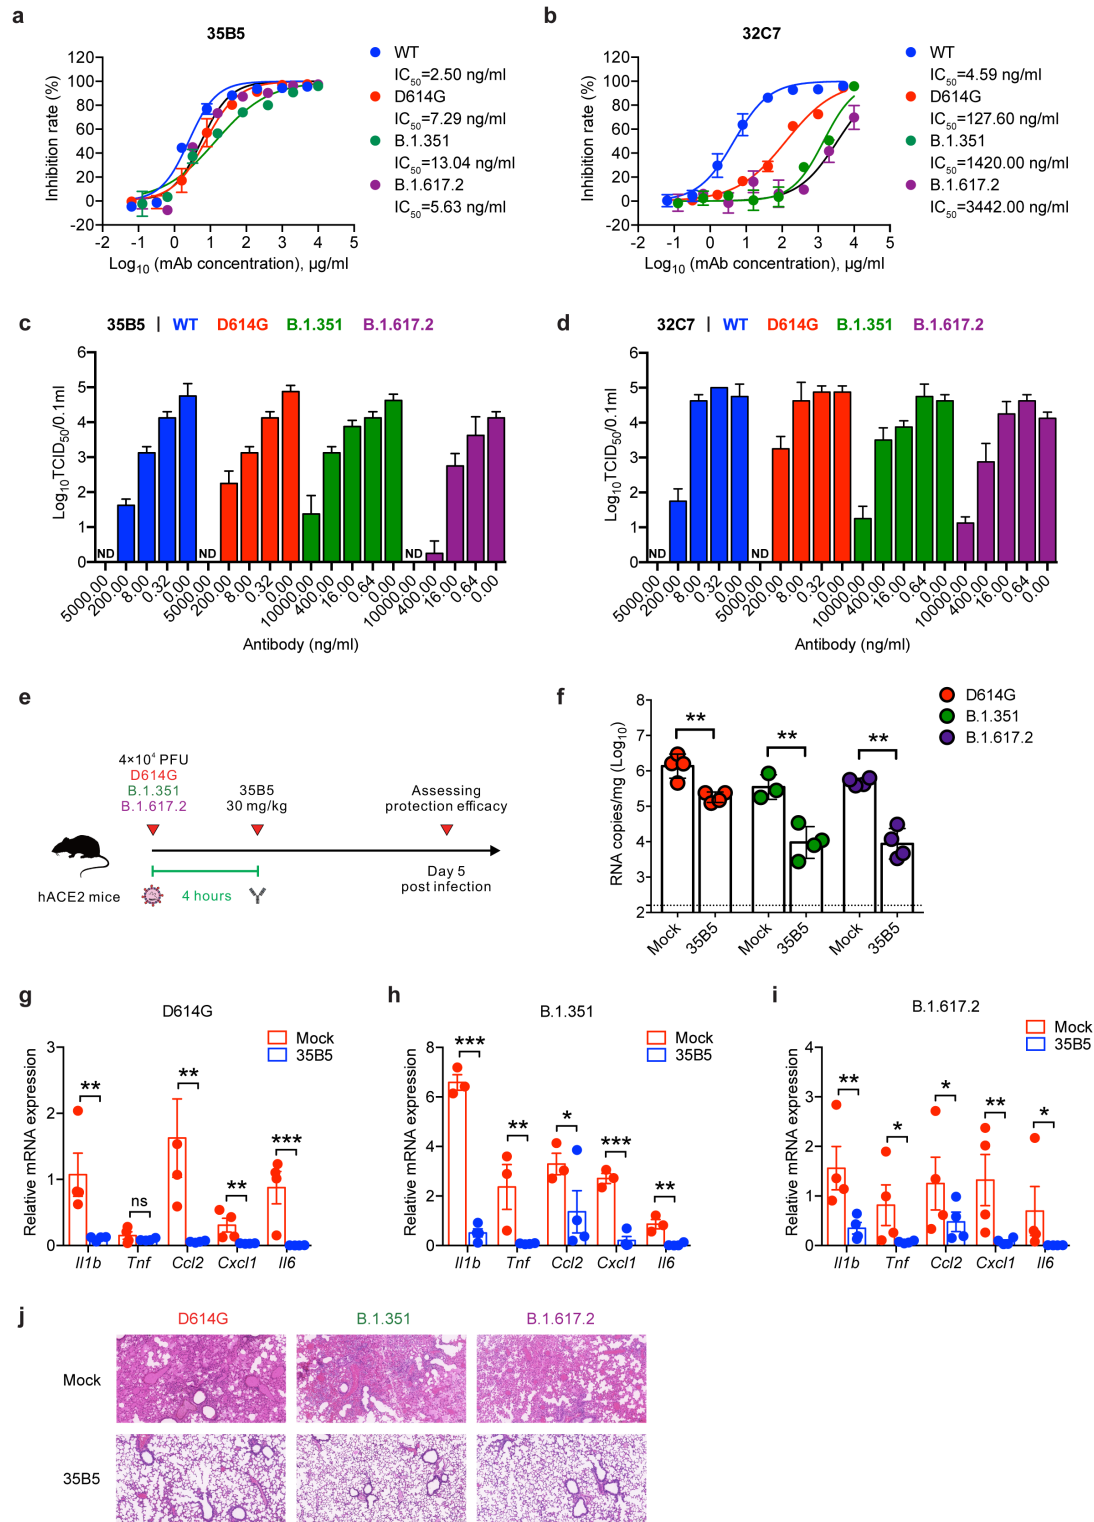 a
35B5
120
100
80
60
40
20
0
-20
Inhibition rate (%)
-2 -1 0 1 2 3 4 5
Log10 (mAb concentration), µg/ml
WT
IC50=2.50 ng/ml
D614G
IC50=7.29 ng/ml
B.1.351
IC50=13.04 ng/ml
B.1.617.2
IC50=5.63 ng/ml
b
32C7
120
100
80
60
40
20
0
-20
Inhibition rate (%)
-2 -1 0 1 2 3 4 5
Log10 (mAb concentration), µg/ml
WT
IC50=4.59 ng/ml
D614G
IC50=127.60 ng/ml
B.1.351
IC50=1420.00 ng/ml
B.1.617.2
IC50=3442.00 ng/ml
c
35B5 | WT D614G B.1.351 B.1.617.2
6
5
4
3
2
1
0
Log10TCID50/0.1ml
ND ND ND
5000.00 200.00 8.00 0.32 0.00 5000.00 200.00 8.00 0.32 0.00 10000.00 400.00 16.00 0.64 0.00 10000.00 400.00 16.00 0.64 0.00
Antibody (ng/ml)
d
32C7 | WT D614G B.1.351 B.1.617.2
6
5
4
3
2
1
0
Log10TCID50/0.1ml
ND ND
5000.00 200.00 8.00 0.32 0.00 5000.00 200.00 8.00 0.32 0.00 10000.00 400.00 16.00 0.64 0.00 10000.00 400.00 16.00 0.64 0.00
Antibody (ng/ml)
e
4×10⁴ PFU
D614G
B.1.351
B.1.617.2
35B5
30 mg/kg
Assessing
protection efficacy
hACE2 mice
4 hours
Day 5
post infection
f
8
7
6
5
4
3
2
RNA copies/mg (Log10)
** ** **
Mock 35B5 Mock 35B5 Mock 35B5
D614G
B.1.351
B.1.617.2
g
D614G
Mock
35B5
3
2
1
0
Relative mRNA expression
** ns ** ** ***
Il1b Tnf Ccl2 Cxcl1 Il6
h
B.1.351
Mock
35B5
8
6
4
2
0
Relative mRNA expression
*** ** * *** **
Il1b Tnf Ccl2 Cxcl1 Il6
i
B.1.617.2
Mock
35B5
4
3
2
1
0
Relative mRNA expression
** * * ** *
Il1b Tnf Ccl2 Cxcl1 Il6
j
D614G B.1.351 B.1.617.2
Mock
35B5